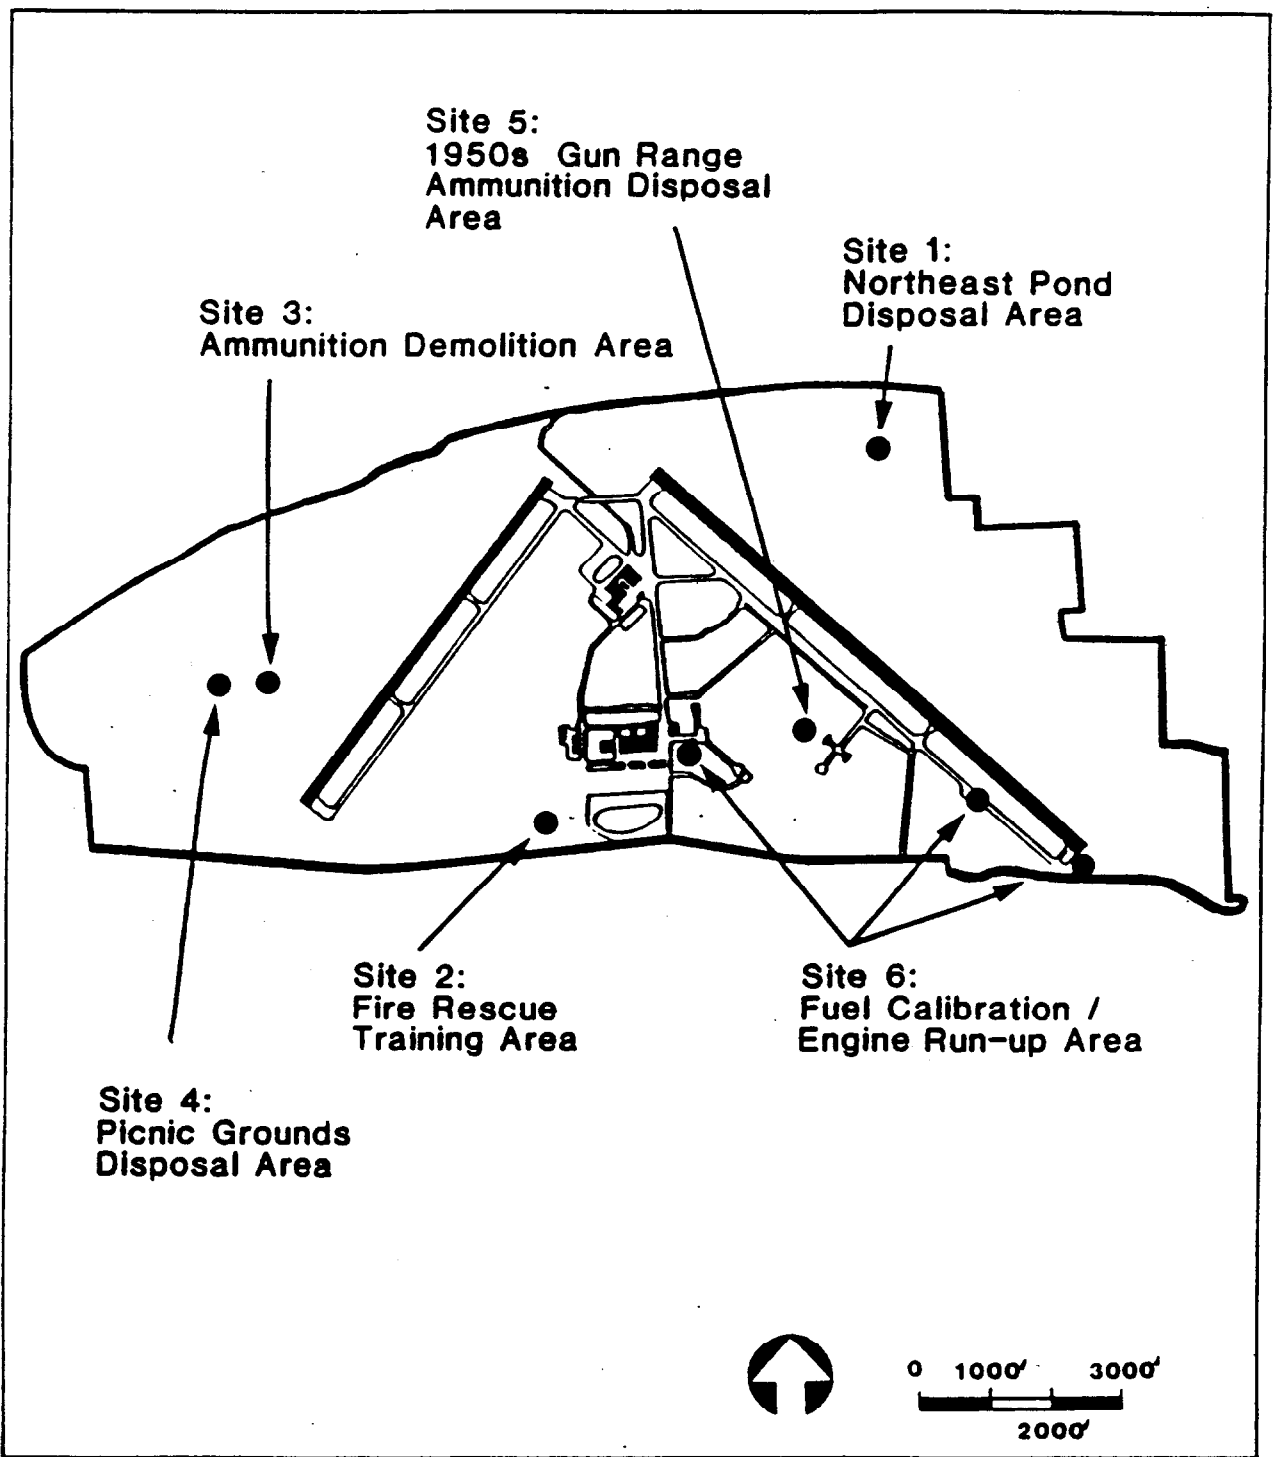 Site 5:
1950s Gun Range
Ammunition Disposal
Area
Site 1:
Northeast Pond
Disposal Area
Site 3:
Ammunition Demolition Area
Site 2:
Fire Rescue
Training Area
Site 6:
Fuel Calibration /
Engine Run-up Area
Site 4:
Picnic Grounds
Disposal Area
0 1000' 3000'
2000'